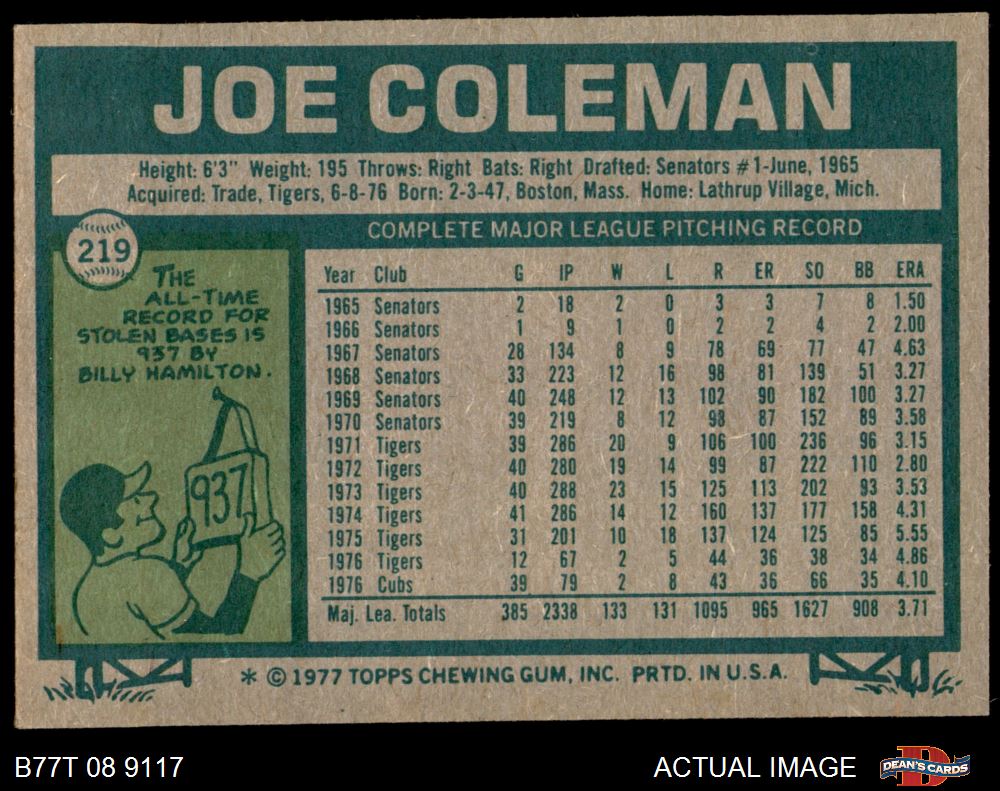 JOE COLEMAN
Height: 6'3" Weight: 195 Throws: Right Bats: Right Drafted: Senators #1-June, 1965
Acquired: Trade, Tigers, 6-8-76 Born: 2-3-47, Boston, Mass. Home: Lathrup Village, Mich.
219
THE
ALL-TIME
RECORD FOR
STOLEN BASES IS
937 BY
BILLY HAMILTON.
937
COMPLETE MAJOR LEAGUE PITCHING RECORD
Year Club G IP W L R ER SO BB ERA
1965 Senators 2 18 2 0 3 3 7 8 1.50
1966 Senators 1 9 1 0 2 2 4 2 2.00
1967 Senators 28 134 8 9 78 69 77 47 4.63
1968 Senators 33 223 12 16 98 81 139 51 3.27
1969 Senators 40 248 12 13 102 90 182 100 3.27
1970 Senators 39 219 8 12 93 87 152 89 3.58
1971 Tigers 39 286 20 9 106 100 236 96 3.15
1972 Tigers 40 280 19 14 99 87 222 110 2.80
1973 Tigers 40 288 23 15 125 113 202 93 3.53
1974 Tigers 41 286 14 12 160 137 177 158 4.31
1975 Tigers 31 201 10 18 137 124 125 85 5.55
1976 Tigers 12 67 2 5 44 36 38 34 4.86
1976 Cubs 39 79 2 8 43 36 66 35 4.10
Maj. Lea. Totals 385 2338 133 131 1095 965 1627 908 3.71
* © 1977 TOPPS CHEWING GUM, INC. PRTD. IN U.S.A.
B77T 08 9117
ACTUAL IMAGE
DEAN'S CARDS